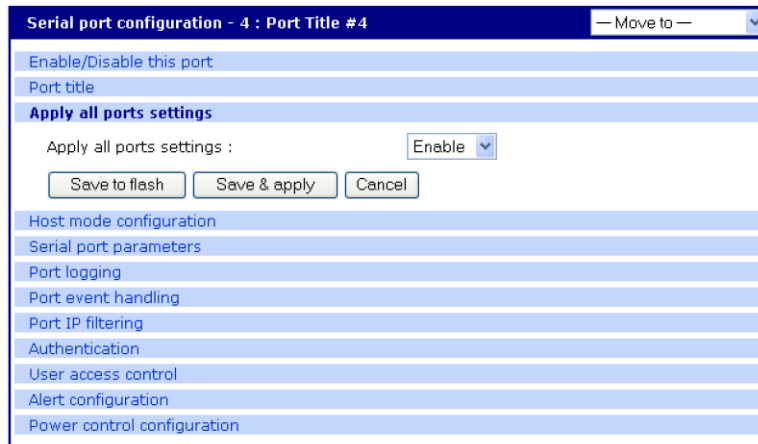 Serial port configuration - 4 : Port Title #4 — Move to —
Enable/Disable this port
Port title
Apply all ports settings
Apply all ports settings : Enable
Save to flash Save & apply Cancel
Host mode configuration
Serial port parameters
Port logging
Port event handling
Port IP filtering
Authentication
User access control
Alert configuration
Power control configuration